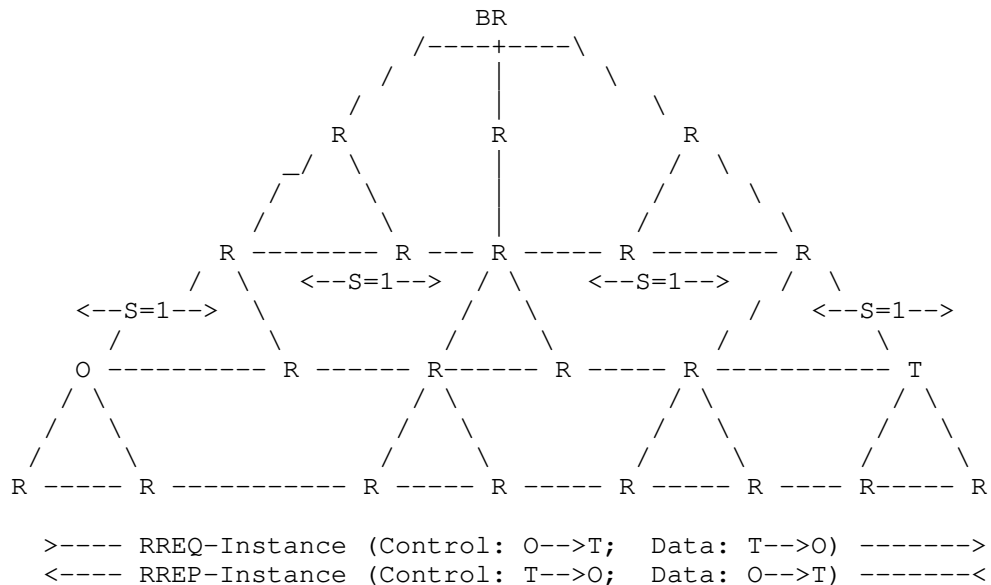 BR
R R R
R R R R R
<--S=1--> <--S=1-->
<--S=1--> <--S=1-->
O R R R R T
R R R R R R R R
>---- RREQ-Instance (Control: O-->T; Data: T-->O) ------->
<---- RREP-Instance (Control: T-->O; Data: O-->T) -------<